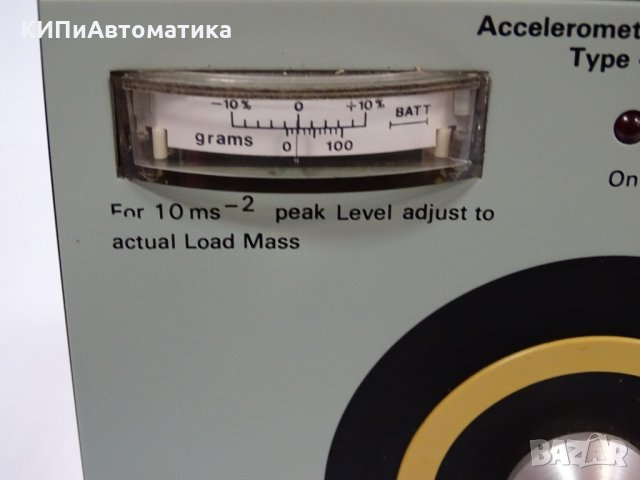 КИПиАвтоматика
Acceleromet
Type
-10% 0 +10%
BATT
grams 0 100
On
For 10 ms-2 peak Level adjust to
actual Load Mass
BAZAR